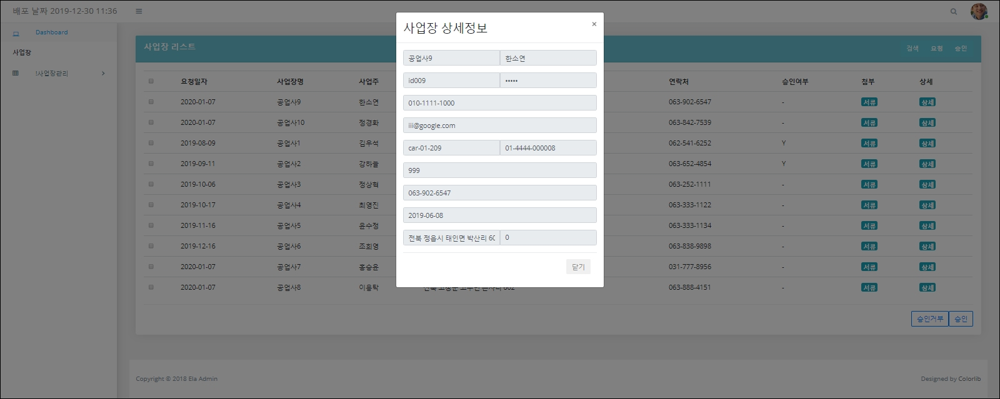 배포 날짜 2019-12-30 11:36
Dashboard
사업장
!사업장관리
사업장 리스트
검색 요청 승인
사업장 상세정보 ×
공업사9 한소연
id009 •••••
010-1111-1000
iii@google.com
car-01-209 01-4444-000008
999
063-902-6547
2019-06-08
전북 정읍시 태인면 박산리 60 0
닫기
요청일자 사업장명 사업주 연락처 승인여부 첨부 상세
2020-01-07 공업사9 한소연 063-902-6547 - 서류 상세
2020-01-07 공업사10 정경화 063-842-7539 - 서류 상세
2019-08-09 공업사1 김우석 062-541-6252 Y 서류 상세
2019-09-11 공업사2 강하늘 063-652-4854 Y 서류 상세
2019-10-06 공업사3 정상혁 063-252-1111 - 서류 상세
2019-10-17 공업사4 최영진 063-333-1122 - 서류 상세
2019-11-16 공업사5 윤수정 063-333-1134 - 서류 상세
2019-12-16 공업사6 조희영 063-838-9898 - 서류 상세
2020-01-07 공업사7 홍승윤 031-777-8956 - 서류 상세
2020-01-07 공업사8 이용탁 063-888-4151 - 서류 상세
승인거부 승인
Copyright © 2018 Ela Admin
Designed by Colorlib